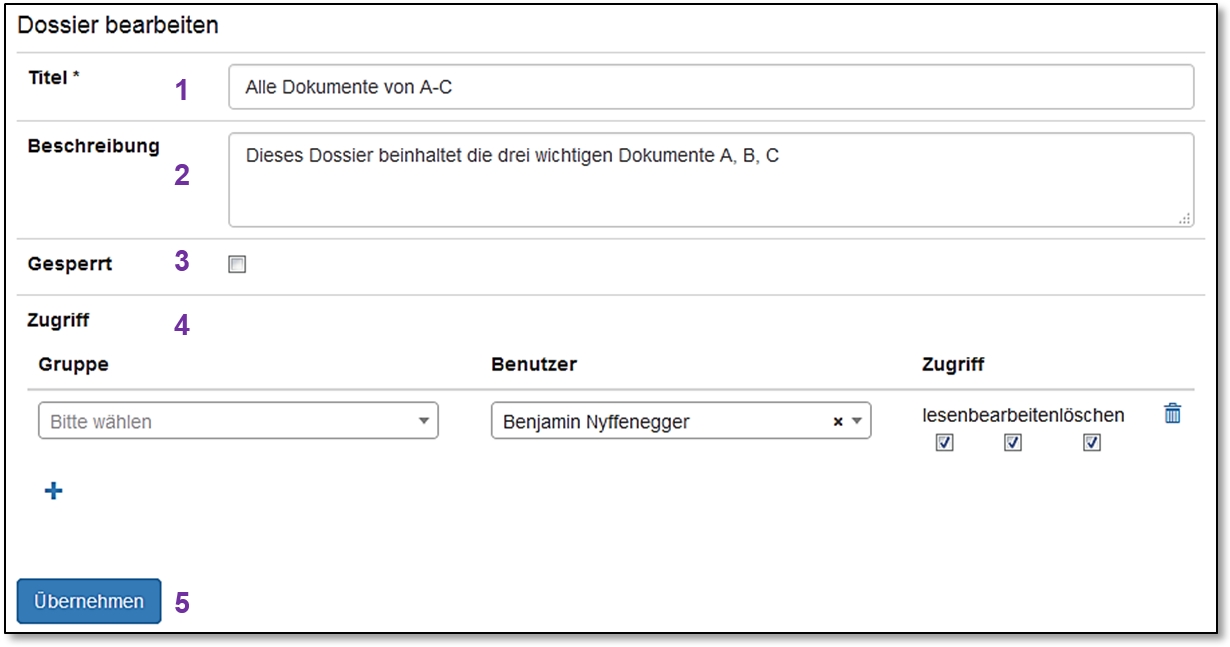 Dossier bearbeiten
Titel * 1 Alle Dokumente von A-C
Beschreibung 2 Dieses Dossier beinhaltet die drei wichtigen Dokumente A, B, C
Gesperrt 3
Zugriff 4
Gruppe Benutzer Zugriff
Bitte wählen Benjamin Nyffenegger × lesenbearbeitenlöschen
+
Übernehmen 5